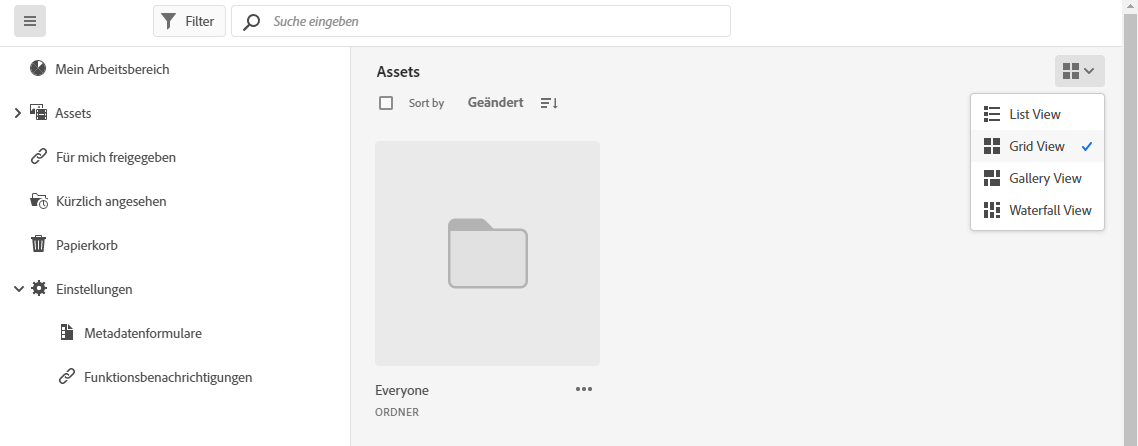 Filter
Suche eingeben
Mein Arbeitsbereich
Assets
Für mich freigegeben
Kürzlich angesehen
Papierkorb
Einstellungen
Metadatenformulare
Funktionsbenachrichtigungen
Assets
Sort by Geändert
List View
Grid View
Gallery View
Waterfall View
Everyone
ORDNER